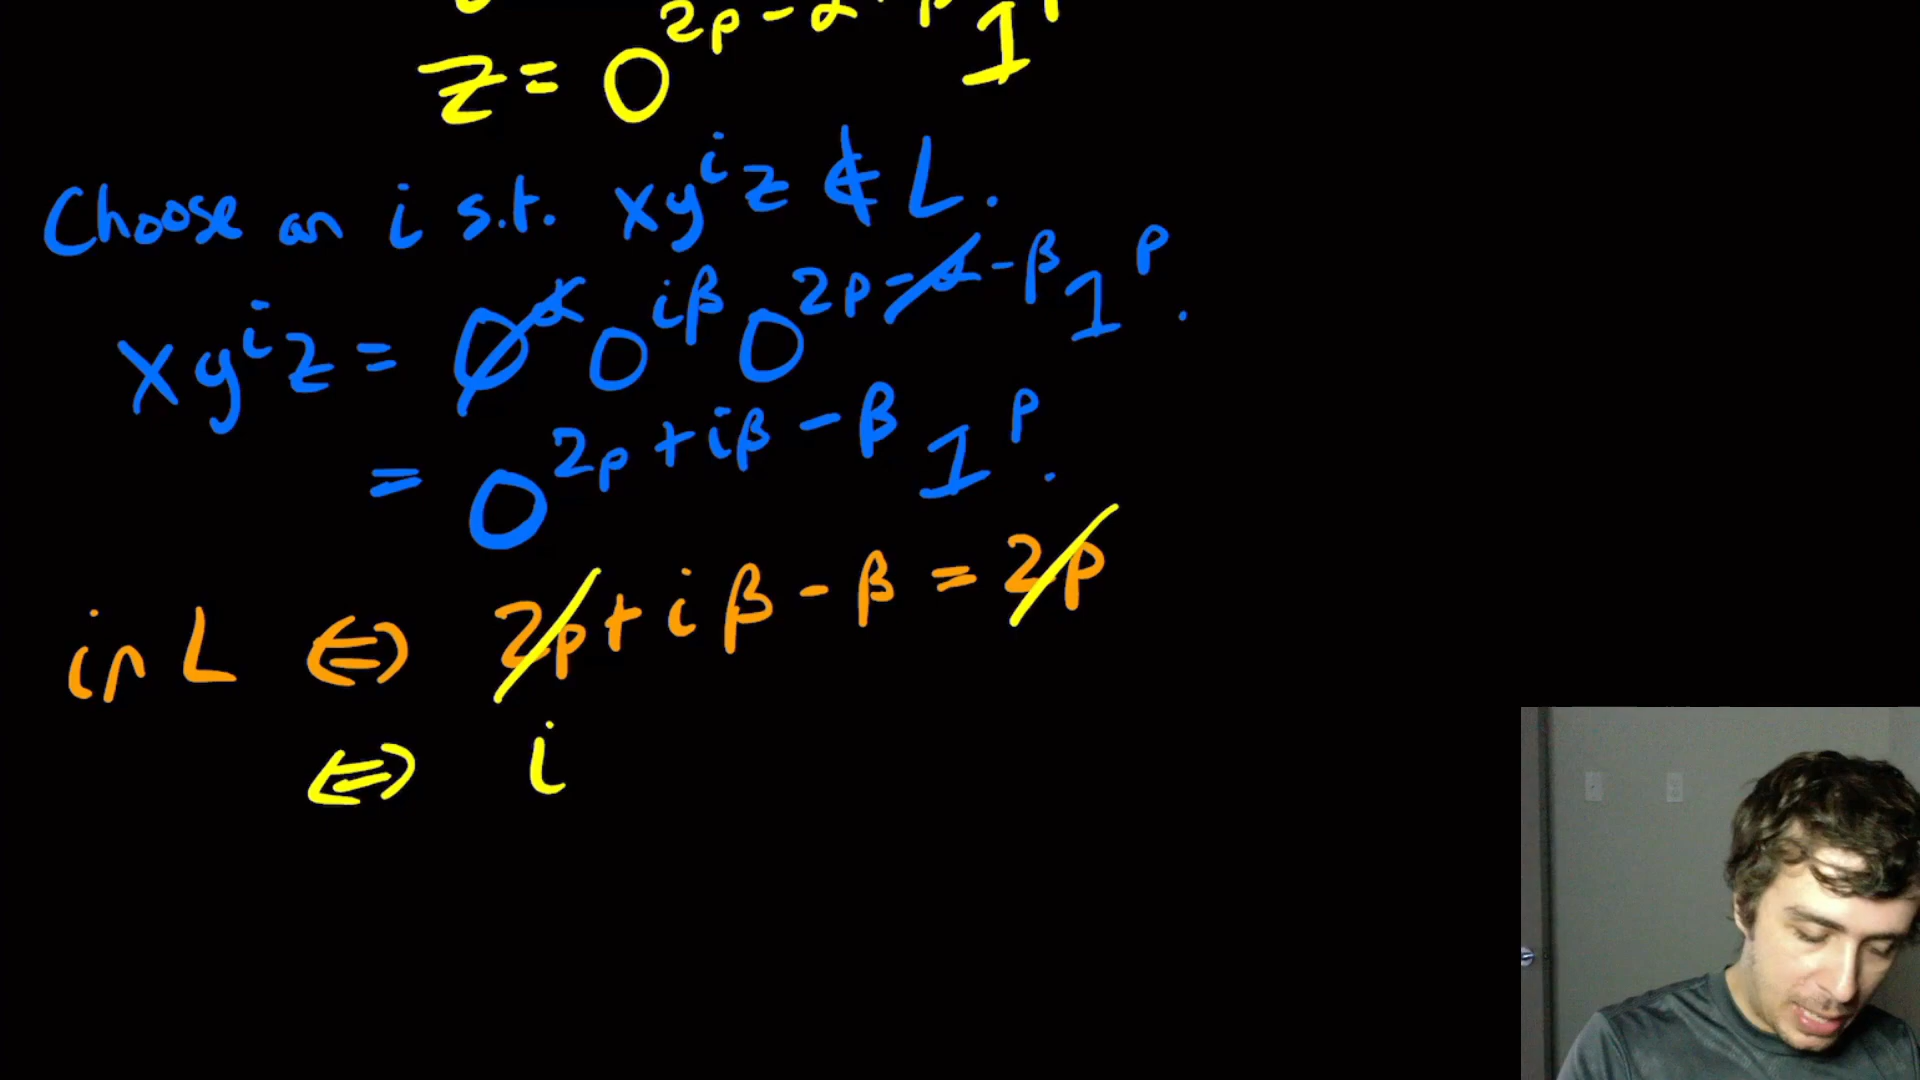 z = 0^{2p - α - β} 1^p
Choose an i s.t. xy^i z ∉ L.
xy^i z = 0^α 0^{iβ} 0^{2p - α - β} 1^p.
= 0^{2p + iβ - β} 1^p.
in L ⇔ 2p + iβ - β = 2p
⇔ i